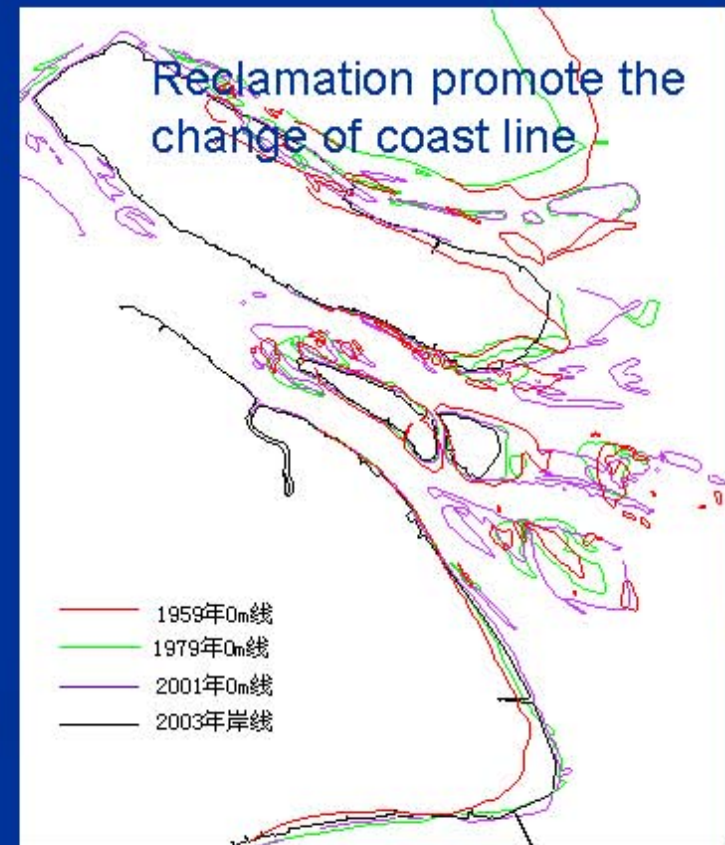 Reclamation promote the
change of coast line
1959年0m线
1979年0m线
2001年0m线
2003年岸线